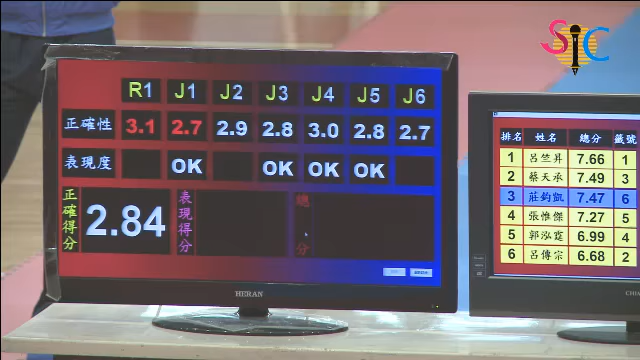 SiC
R1 J1 J2 J3 J4 J5 J6
正確性 3.1 2.7 2.9 2.8 3.0 2.8 2.7
表現度 OK OK OK OK
正確得分 2.84 表現得分 總分
HERAN
排名 姓名 總分 籤號
1 呂竺昇 7.66 1
2 蔡天承 7.49 3
3 莊鈞凱 7.47 6
4 張惟傑 7.27 5
5 郭泓霆 6.99 4
6 呂傳宗 6.68 2